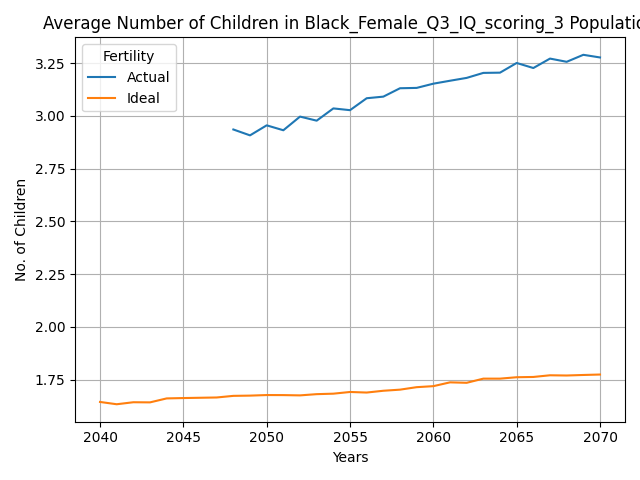 Average Number of Children in Black_Female_Q3_IQ_scoring_3 Populatio
Fertility
Actual
Ideal
3.25
3.00
2.75
2.50
2.25
2.00
1.75
No. of Children
2040 2045 2050 2055 2060 2065 2070
Years